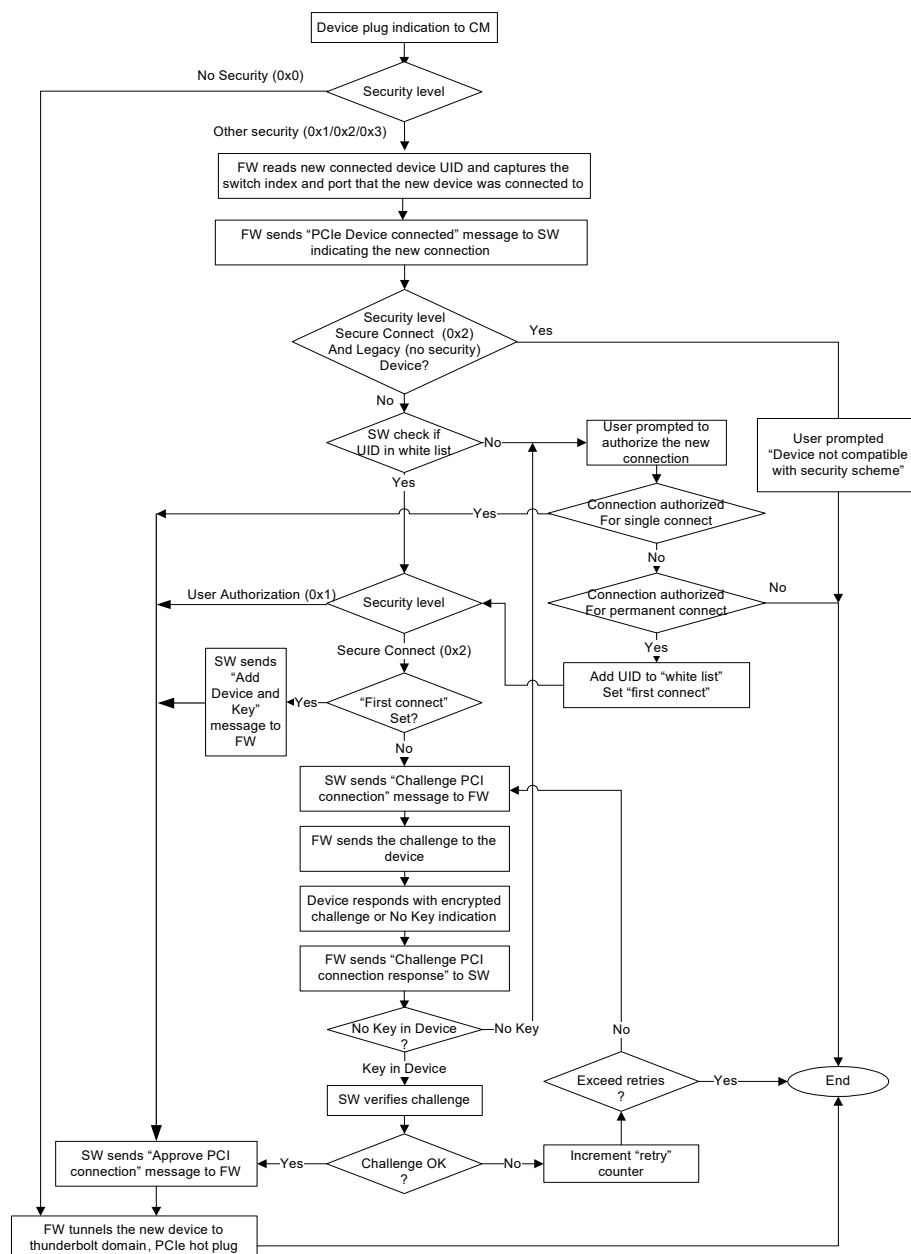 Device plug indication to CM
No Security (0x0)
Security level
Other security (0x1/0x2/0x3)
FW reads new connected device UID and captures the
switch index and port that the new device was connected to
FW sends “PCIe Device connected” message to SW
indicating the new connection
Security level
Secure Connect (0x2)
And Legacy (no security)
Device?
Yes
No
SW check if
UID in white list
No
User prompted to
authorize the new
connection
User prompted
“Device not compatible
with security scheme”
Yes
Connection authorized
For single connect
Yes
No
User Authorization (0x1)
Security level
Connection authorized
For permanent connect
No
Yes
Secure Connect (0x2)
SW sends
“Add
Device and
Key”
message to
FW
Yes
“First connect”
Set?
Add UID to “white list”
Set “first connect”
No
SW sends “Challenge PCI
connection” message to FW
FW sends the challenge to the
device
Device responds with encrypted
challenge or No Key indication
FW sends “Challenge PCI
connection response” to SW
No Key in Device
?
No Key
No
Key in Device
Exceed retries
?
Yes
End
SW verifies challenge
SW sends “Approve PCI
connection” message to FW
Yes
Challenge OK
?
No
Increment “retry”
counter
FW tunnels the new device to
thunderbolt domain, PCIe hot plug